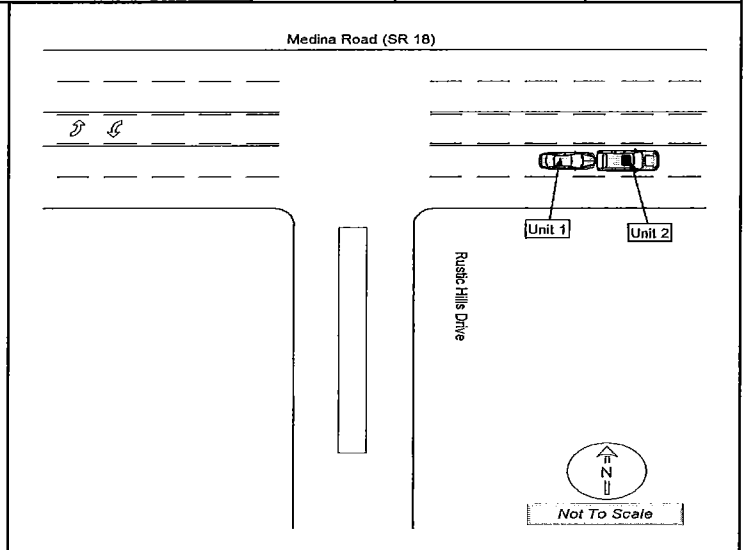 Medina Road (SR 18)
Unit 1
Unit 2
Rustic Hills Drive
N
Not To Scale